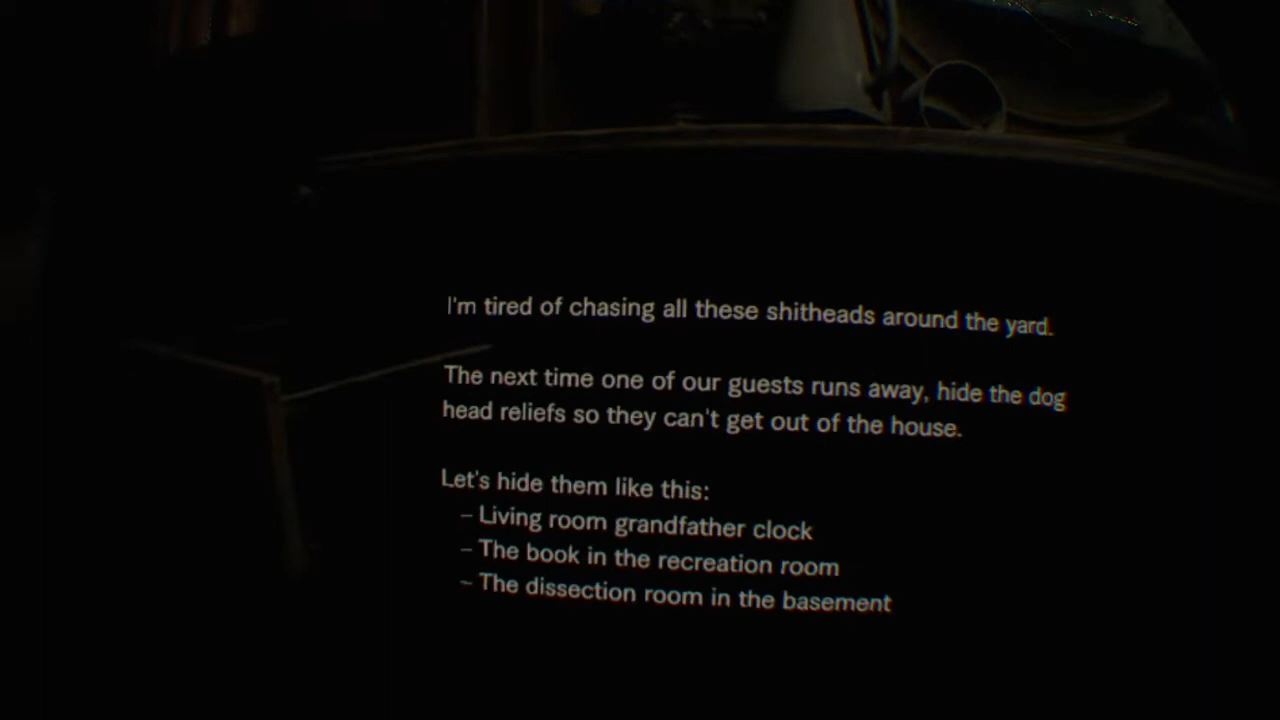 I'm tired of chasing all these shitheads around the yard.
The next time one of our guests runs away, hide the dog
head reliefs so they can't get out of the house.
Let's hide them like this:
– Living room grandfather clock
– The book in the recreation room
– The dissection room in the basement